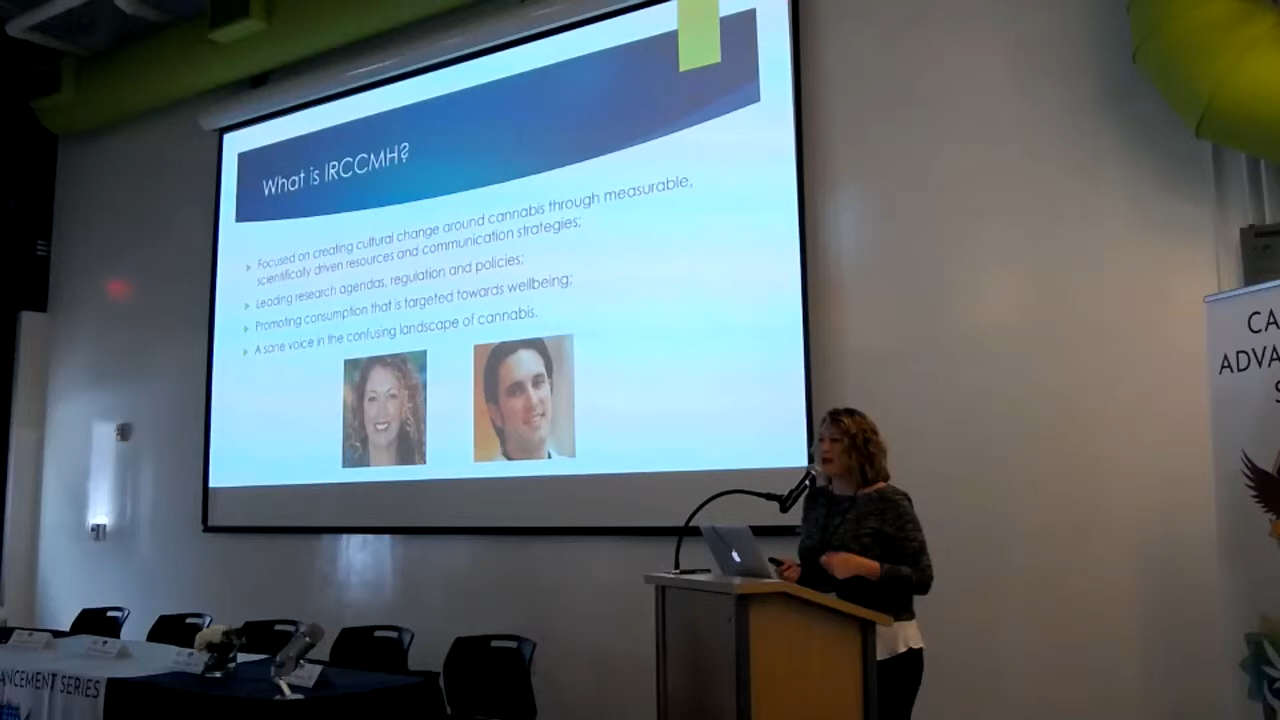 What is IRCCMH?
Focused on creating cultural change around cannabis through measurable,
scientifically driven resources and communication strategies;
Leading research agendas, regulation and policies;
Promoting consumption that is targeted towards wellbeing;
A sane voice in the confusing landscape of cannabis.
CA
ADVA
S
ANCEMENT SERIES